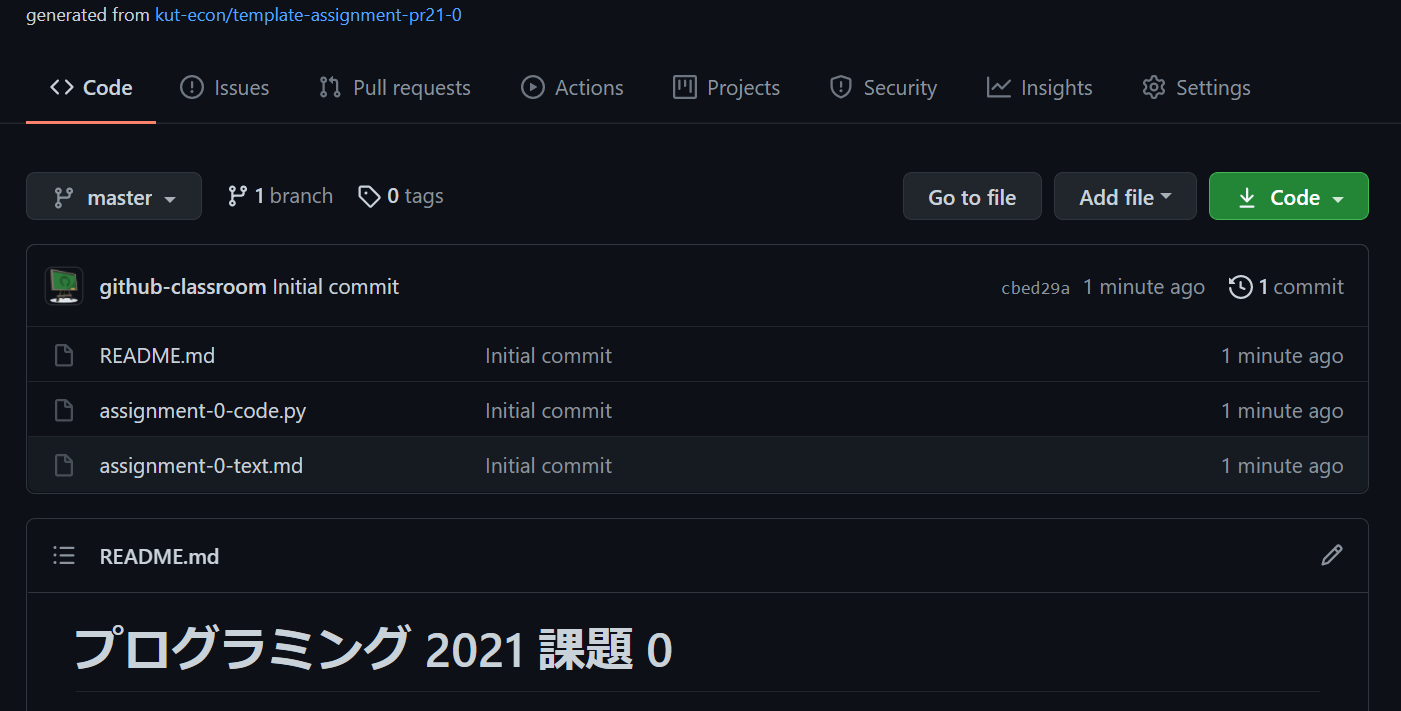 generated from kut-econ/template-assignment-pr21-0
<> Code Issues Pull requests Actions Projects Security Insights Settings
master 1 branch 0 tags Go to file Add file Code
github-classroom Initial commit cbed29a 1 minute ago 1 commit
README.md Initial commit 1 minute ago
assignment-0-code.py Initial commit 1 minute ago
assignment-0-text.md Initial commit 1 minute ago
README.md
プログラミング 2021 課題 0